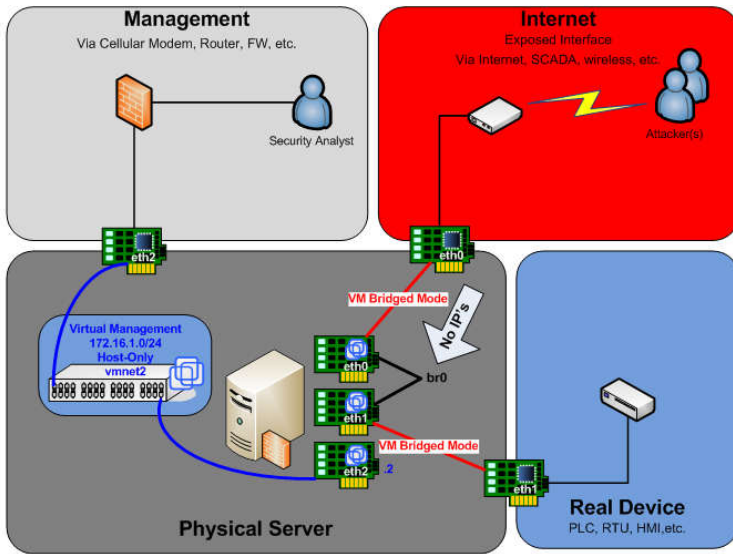 Management
Via Cellular Modem, Router, FW, etc.
Security Analyst
Internet
Exposed Interface
Via Internet, SCADA, wireless, etc.
Attacker(s)
eth2
eth0
VM Bridged Mode
No IP's
Virtual Management
172.16.1.0/24
Host-Only
vmnet2
eth0
br0
eth1
VM Bridged Mode
eth2
.2
eth1
Physical Server
Real Device
PLC, RTU, HMI,etc.